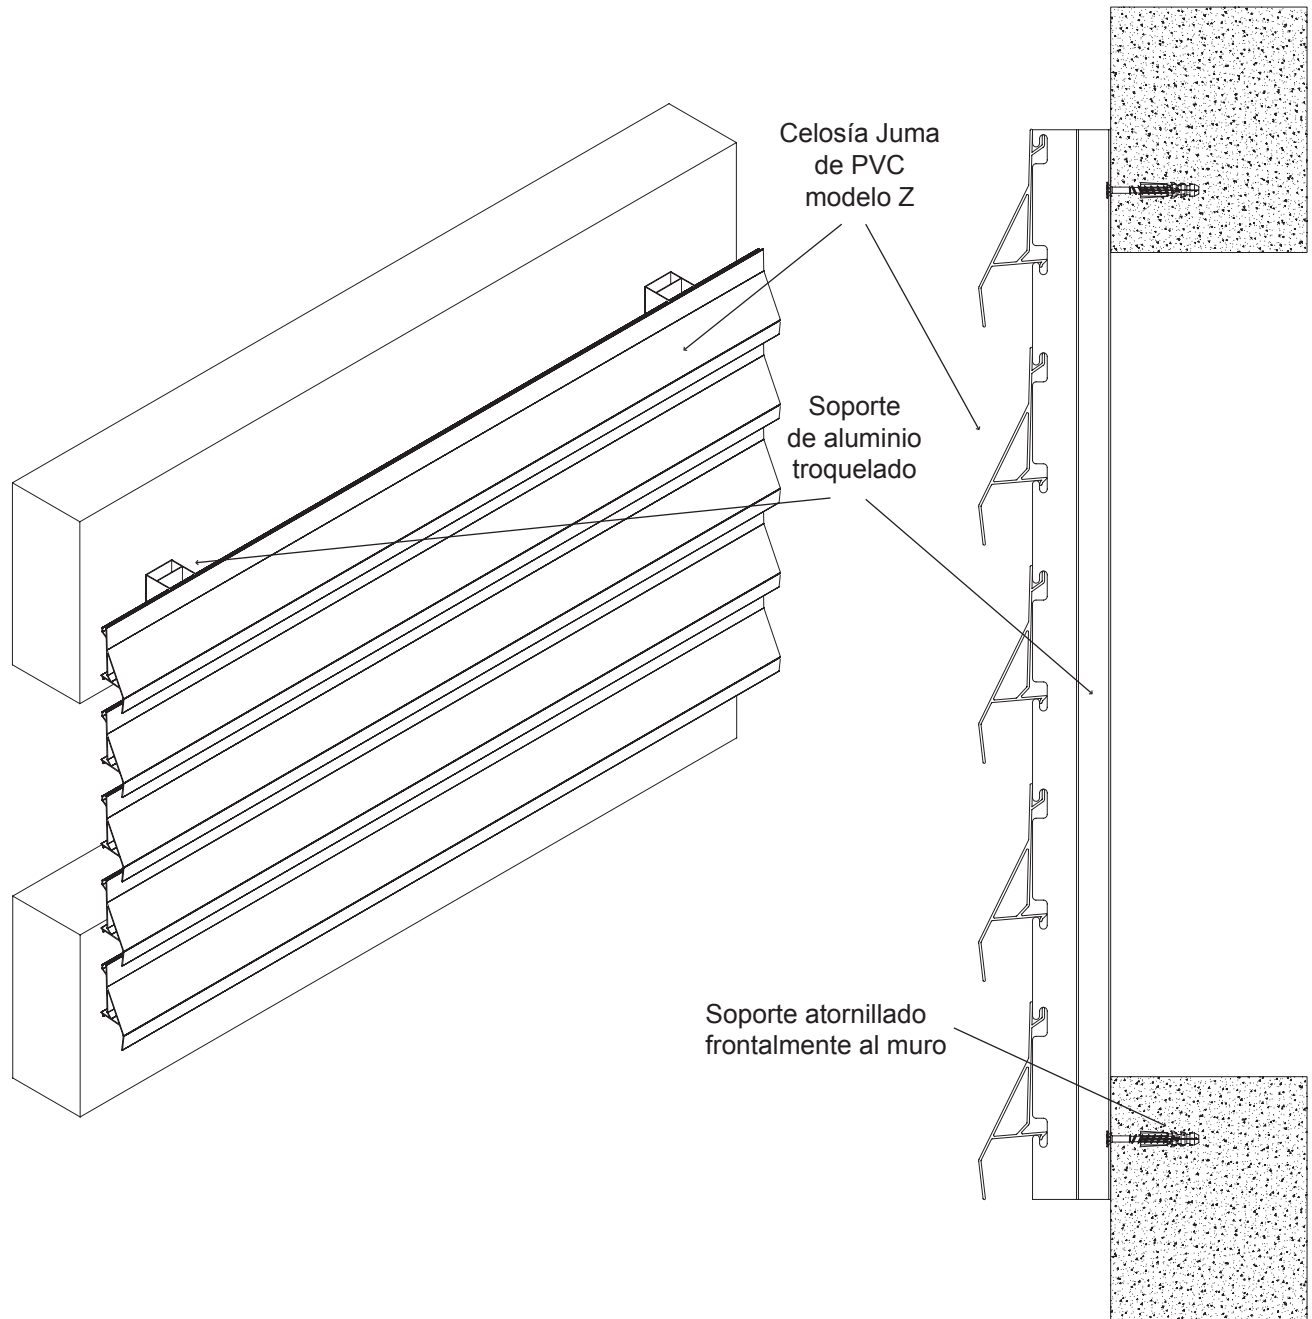 Celosía Juma
de PVC
modelo Z
Soporte
de aluminio
troquelado
Soporte atornillado
frontalmente al muro